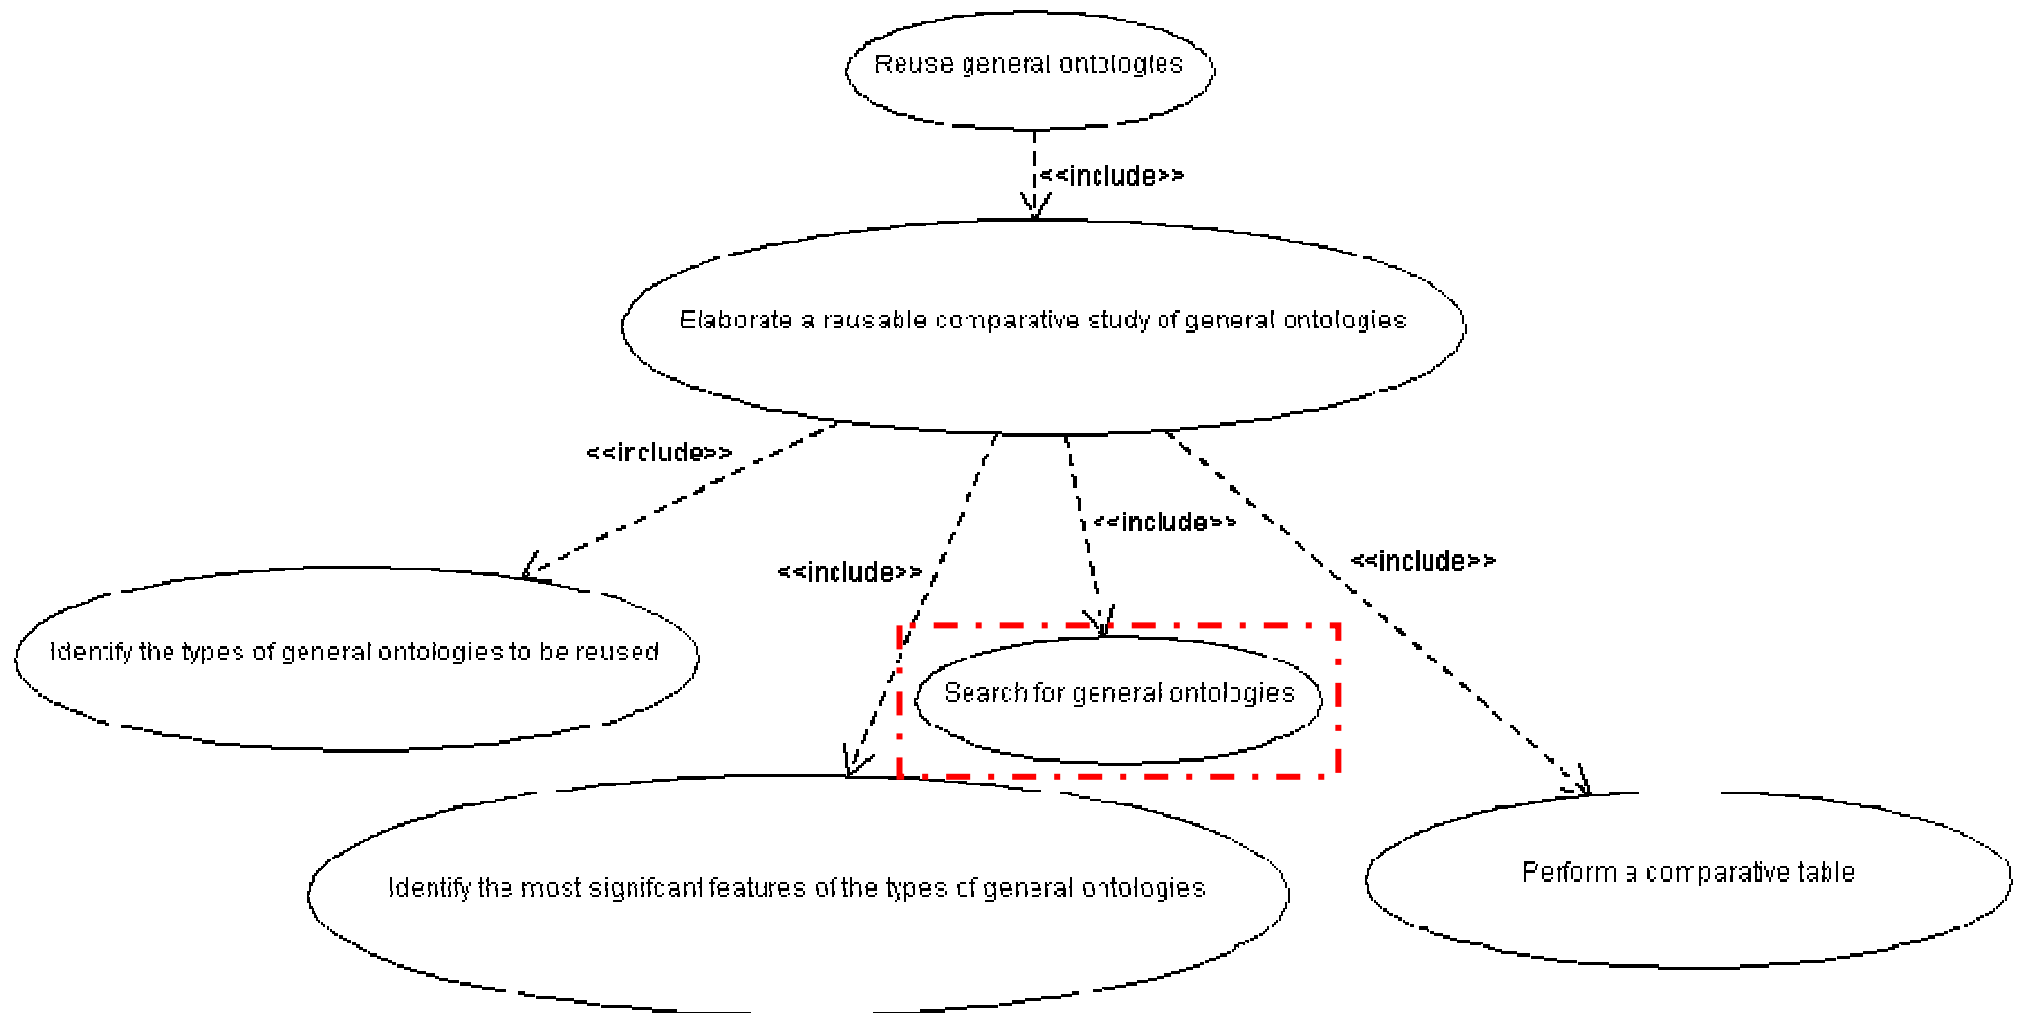 Reuse general ontologies
<<include>>
Elaborate a reusable comparative study of general ontologies
<<include>>
<<include>>
<<include>>
<<include>>
Identify the types of general ontologies to be reused
Search for general ontologies
Perform a comparative table
Identify the most signifcant features of the types of general ontologies